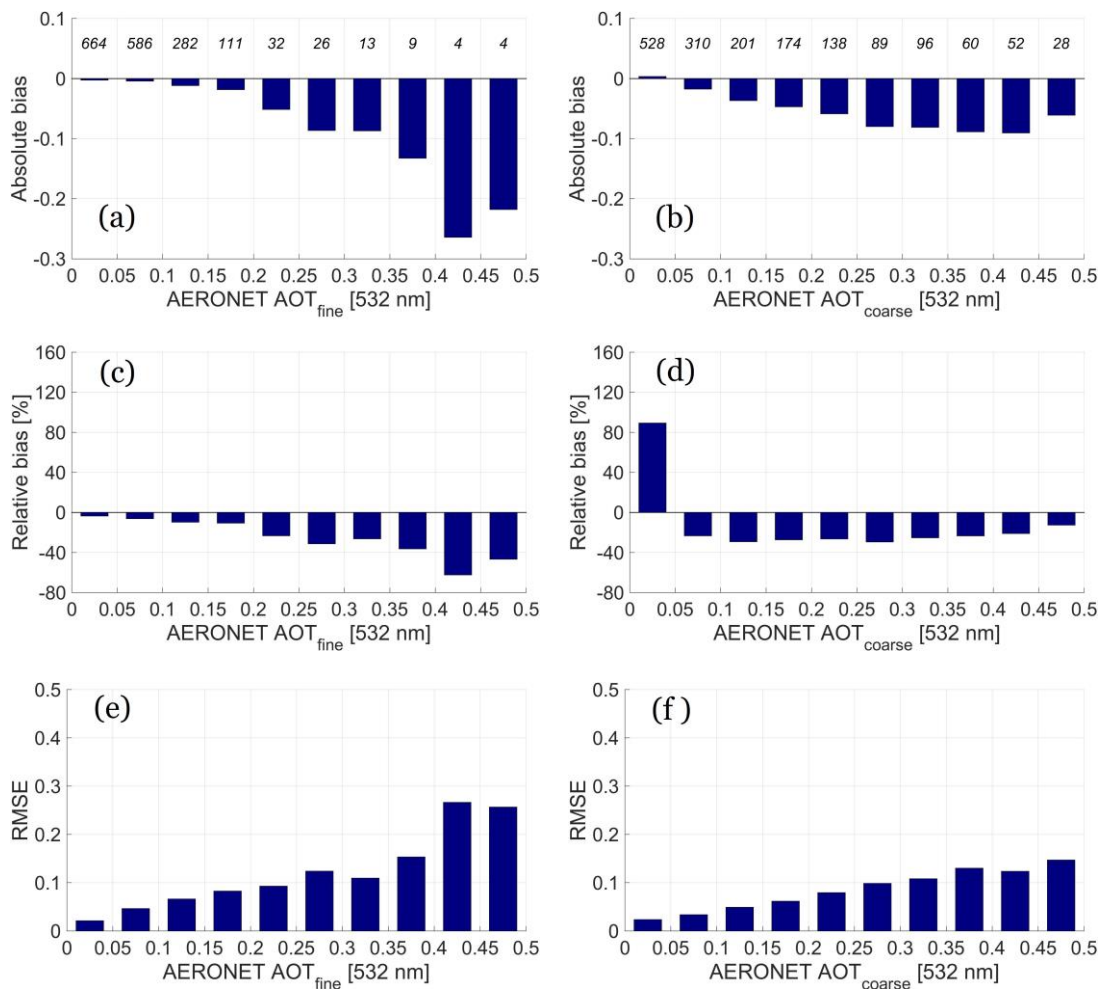 0.1
664 586 282 111 32 26 13 9 4 4
0
-0.1
-0.2
-0.3
Absolute bias
(a)
0 0.05 0.1 0.15 0.2 0.25 0.3 0.35 0.4 0.45 0.5
AERONET AOT_fine [532 nm]
0.1
528 310 201 174 138 89 96 60 52 28
0
-0.1
-0.2
-0.3
Absolute bias
(b)
0 0.05 0.1 0.15 0.2 0.25 0.3 0.35 0.4 0.45 0.5
AERONET AOT_coarse [532 nm]
160
120
80
40
0
-40
-80
Relative bias [%]
(c)
0 0.05 0.1 0.15 0.2 0.25 0.3 0.35 0.4 0.45 0.5
AERONET AOT_fine [532 nm]
160
120
80
40
0
-40
-80
Relative bias [%]
(d)
0 0.05 0.1 0.15 0.2 0.25 0.3 0.35 0.4 0.45 0.5
AERONET AOT_coarse [532 nm]
0.5
0.4
0.3
0.2
0.1
0
RMSE
(e)
0 0.05 0.1 0.15 0.2 0.25 0.3 0.35 0.4 0.45 0.5
AERONET AOT_fine [532 nm]
0.5
0.4
0.3
0.2
0.1
0
RMSE
(f )
0 0.05 0.1 0.15 0.2 0.25 0.3 0.35 0.4 0.45 0.5
AERONET AOT_coarse [532 nm]